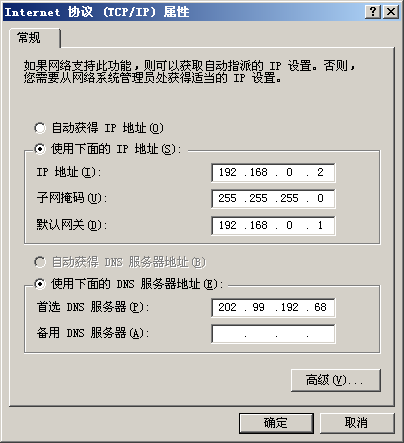 Internet 协议 (TCP/IP) 属性
常规
如果网络支持此功能，则可以获取自动指派的 IP 设置。否则，
您需要从网络系统管理员处获得适当的 IP 设置。
自动获得 IP 地址(O)
使用下面的 IP 地址(S):
IP 地址(I): 192 .168 . 0 . 2
子网掩码(U): 255 .255 .255 . 0
默认网关(D): 192 .168 . 0 . 1
自动获得 DNS 服务器地址(B)
使用下面的 DNS 服务器地址(E):
首选 DNS 服务器(P): 202 . 99 .192 . 68
备用 DNS 服务器(A): . . .
高级(V)...
确定 取消